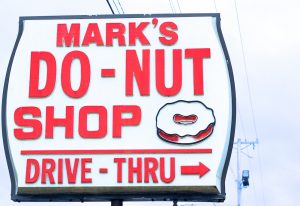 MARK'S
DO-NUT
SHOP
DRIVE-THRU →